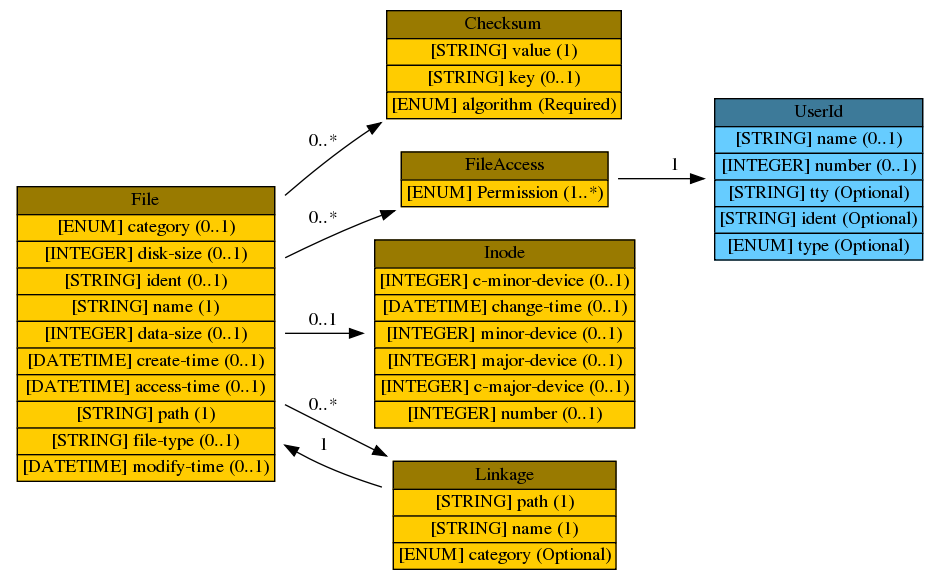 Checksum
[STRING] value (1)
[STRING] key (0..1)
[ENUM] algorithm (Required)
0..*
FileAccess
[ENUM] Permission (1..*)
1
UserId
[STRING] name (0..1)
[INTEGER] number (0..1)
[STRING] tty (Optional)
[STRING] ident (Optional)
[ENUM] type (Optional)
File
[ENUM] category (0..1)
[INTEGER] disk-size (0..1)
[STRING] ident (0..1)
[STRING] name (1)
[INTEGER] data-size (0..1)
[DATETIME] create-time (0..1)
[DATETIME] access-time (0..1)
[STRING] path (1)
[STRING] file-type (0..1)
[DATETIME] modify-time (0..1)
0..*
0..1
Inode
[INTEGER] c-minor-device (0..1)
[DATETIME] change-time (0..1)
[INTEGER] minor-device (0..1)
[INTEGER] major-device (0..1)
[INTEGER] c-major-device (0..1)
[INTEGER] number (0..1)
0..*
1
Linkage
[STRING] path (1)
[STRING] name (1)
[ENUM] category (Optional)